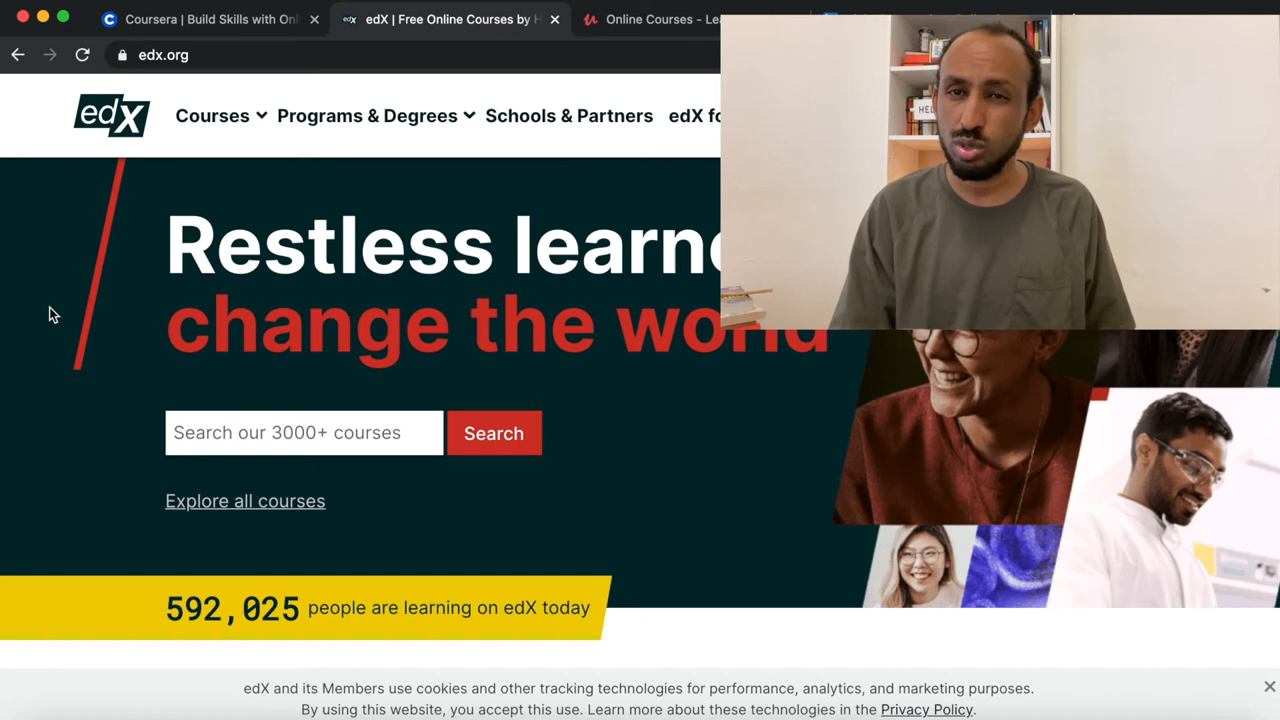 Coursera | Build Skills with Onl
edX | Free Online Courses by H
Online Courses - Lea
edx.org
edX
Courses
Programs & Degrees
Schools & Partners
edX fo
HEL
Restless learne
change the world
Search our 3000+ courses
Search
Explore all courses
592,025 people are learning on edX today
edX and its Members use cookies and other tracking technologies for performance, analytics, and marketing purposes.
By using this website, you accept this use. Learn more about these technologies in the Privacy Policy.